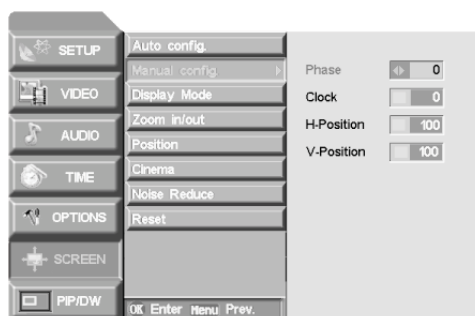 SETUP
VIDEO
AUDIO
TIME
OPTIONS
SCREEN
PIP/DW
Auto config.
Manual config.
Display Mode
Zoom in/out
Position
Cinema
Noise Reduce
Reset
OK Enter Menu Prev.
Phase 0
Clock 0
H-Position 100
V-Position 100